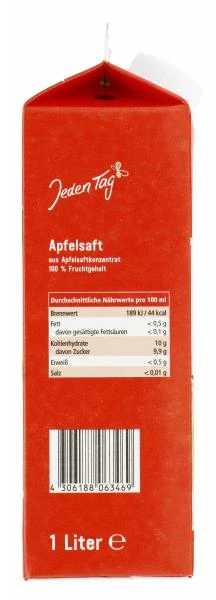 Jeden Tag
Apfelsaft
aus Apfelsaftkonzentrat
100 % Fruchtgehalt
Durchschnittliche Nährwerte pro 100 ml
Brennwert 189 kJ / 44 kcal
Fett < 0,5 g
davon gesättigte Fettsäuren < 0,1 g
Kohlenhydrate 10 g
davon Zucker 9,9 g
Eiweiß < 0,5 g
Salz < 0,01 g
4 306188 063469
1 Liter ℮